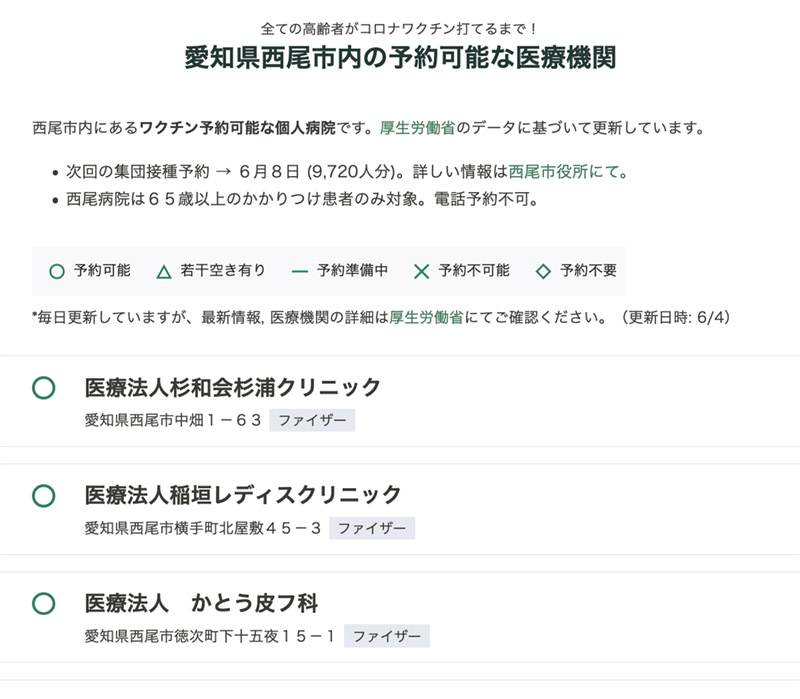 全ての高齢者がコロナワクチン打てるまで！
愛知県西尾市内の予約可能な医療機関
西尾市内にあるワクチン予約可能な個人病院です。厚生労働省のデータに基づいて更新しています。
• 次回の集団接種予約 → ６月８日 (9,720人分)。詳しい情報は西尾市役所にて。
• 西尾病院は６５歳以上のかかりつけ患者のみ対象。電話予約不可。
○ 予約可能 △ 若干空き有り — 予約準備中 × 予約不可能 ◇ 予約不要
*毎日更新していますが、最新情報, 医療機関の詳細は厚生労働省にてご確認ください。（更新日時: 6/4）
○ 医療法人杉和会杉浦クリニック
愛知県西尾市中畑１－６３ ファイザー
○ 医療法人稲垣レディスクリニック
愛知県西尾市横手町北屋敷４５－３ ファイザー
○ 医療法人　かとう皮フ科
愛知県西尾市徳次町下十五夜１５－１ ファイザー